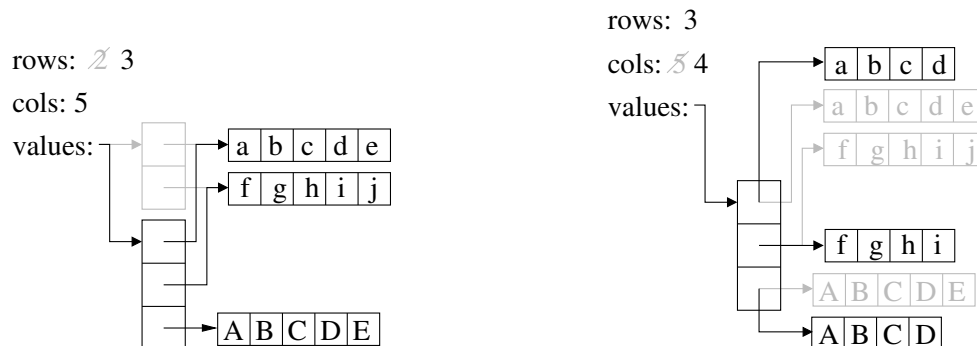 rows: 2 3
cols: 5
values:
a b c d e
f g h i j
A B C D E
rows: 3
cols: 5 4
values:
a b c d
a b c d e
f g h i j
f g h i
A B C D E
A B C D